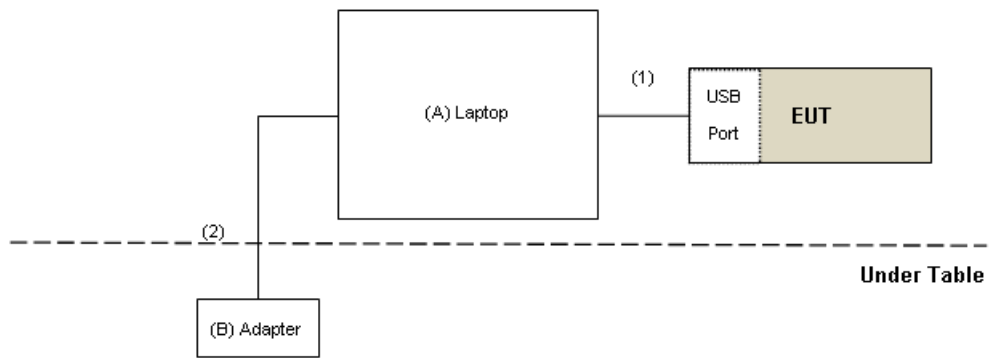 (A) Laptop
(1)
USB
Port
EUT
(2)
Under Table
(B) Adapter